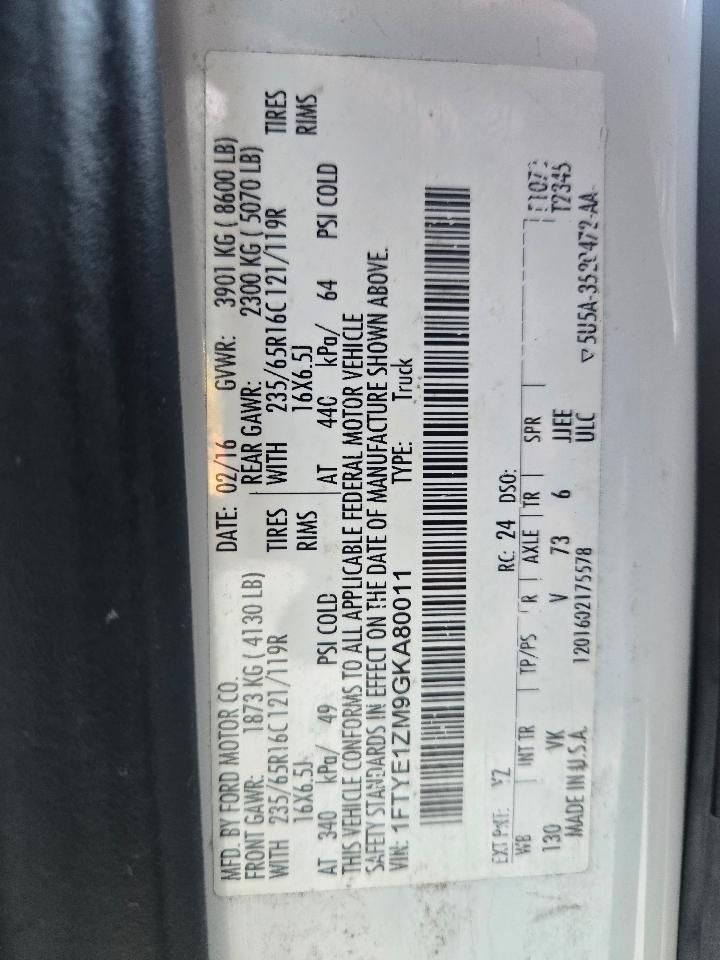 MFD. BY FORD MOTOR CO. DATE: 02/16 GVWR: 3901 KG ( 8600 LB)
FRONT GAWR: 1873 KG ( 4130 LB) REAR GAWR: 2300 KG ( 5070 LB)
WITH 235/65R16C 121/119R TIRES WITH 235/65R16C 121/119R TIRES
16X6.5J RIMS 16X6.5J RIMS
AT 340 kPa/ 49 PSI COLD AT 440 kPa/ 64 PSI COLD
THIS VEHICLE CONFORMS TO ALL APPLICABLE FEDERAL MOTOR VEHICLE
SAFETY STANDARDS IN EFFECT ON THE DATE OF MANUFACTURE SHOWN ABOVE.
VIN: 1FTYE1ZM9GKA80011 TYPE: Truck
EXT PNT: YZ RC: 24 DSO:
WB INT TR TP/PS R AXLE TR SPR T2345
130 VK V 73 6 JJEE
MADE IN U.S.A. 1201602175578 ULC ▽5U5A-3520472-AA